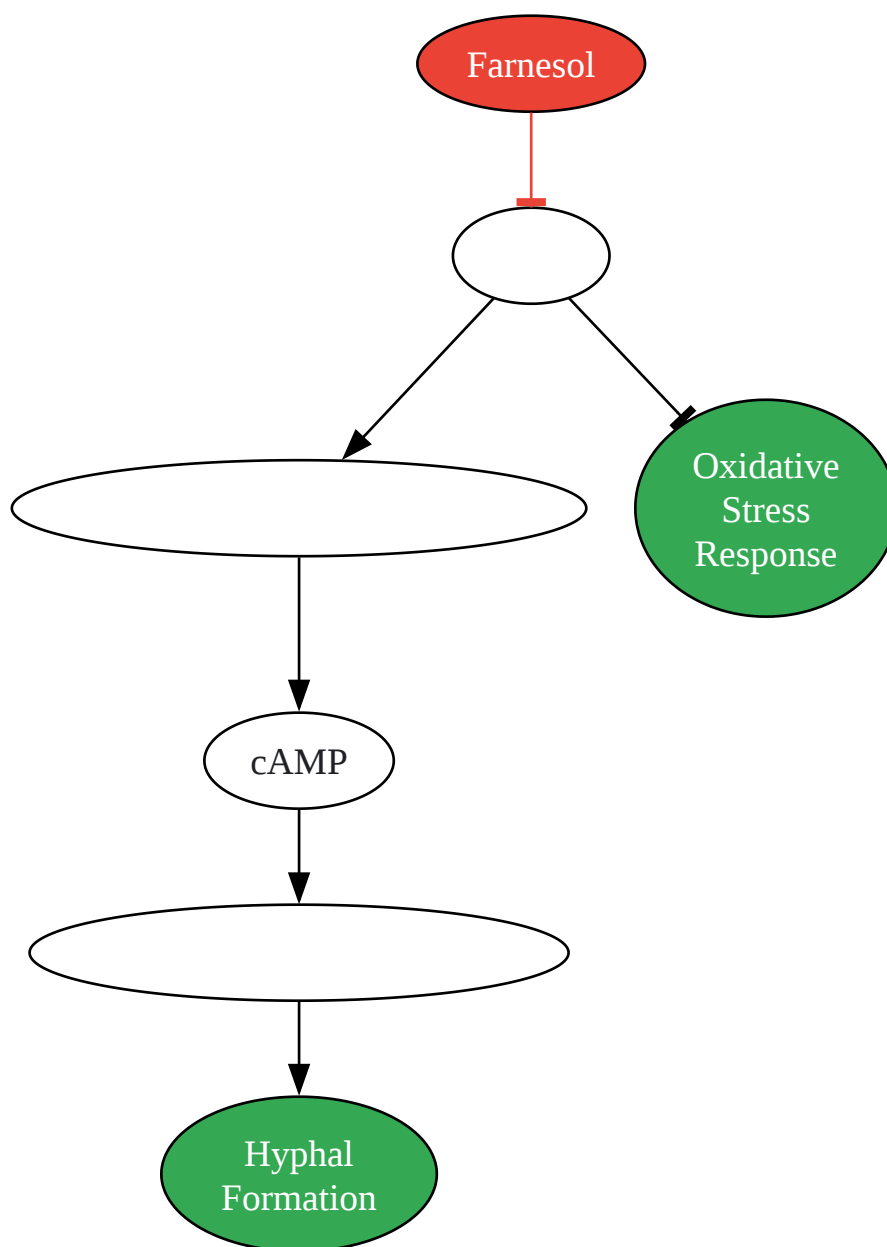 Farnesol
Oxidative
Stress
Response
cAMP
Hyphal
Formation